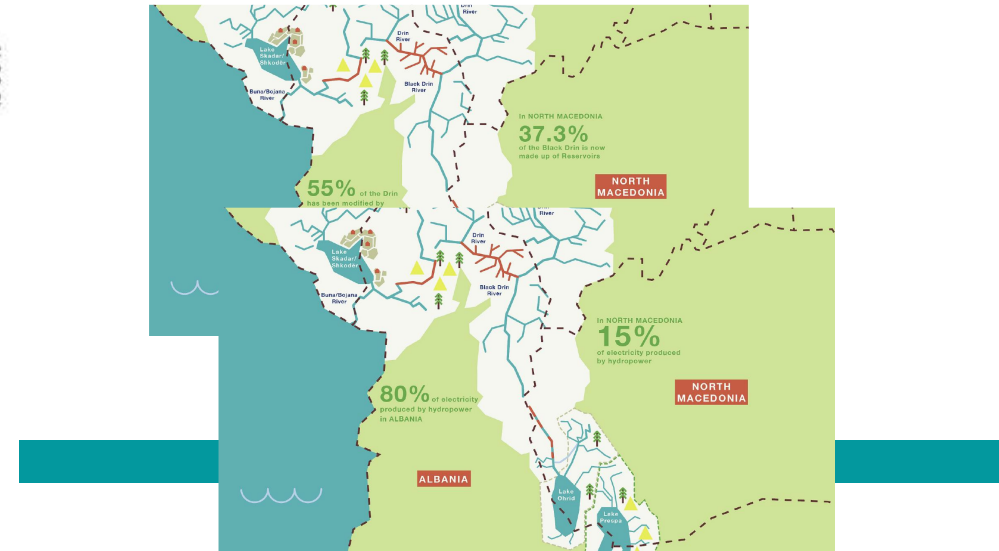 Drin
River
Lake
Skadar/
Shkodër
Black Drin
River
Buna/Bojana
River
In NORTH MACEDONIA
37.3%
of the Black Drin is now
made up of Reservoirs
NORTH
MACEDONIA
55% of the Drin
has been modified by
River
Drin
River
Lake
Skadar/
Shkodër
Black Drin
River
Buna/Bojana
River
In NORTH MACEDONIA
15%
of electricity produced
by hydropower
NORTH
MACEDONIA
80% of electricity
produced by hydropower
in ALBANIA
ALBANIA
Lake
Ohrid
Lake
Prespa